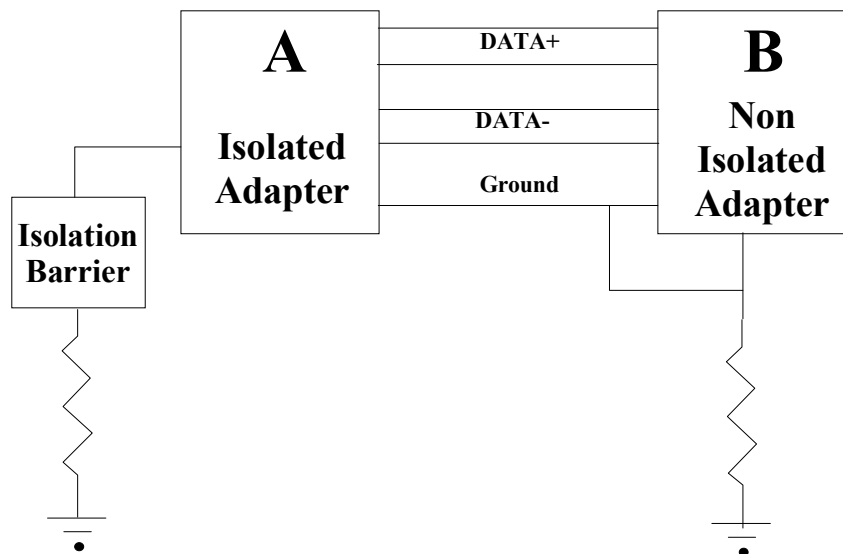 A
Isolated
Adapter
DATA+
DATA-
Ground
B
Non
Isolated
Adapter
Isolation
Barrier